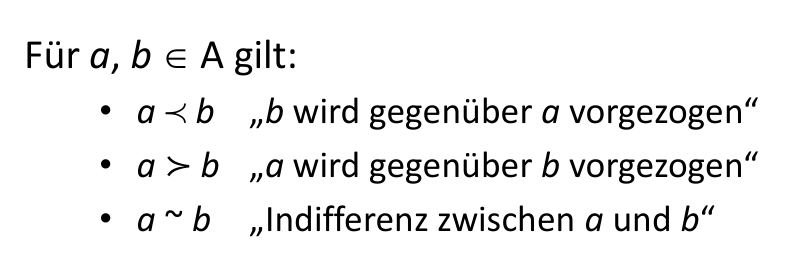 Für a, b ∈ A gilt:
• a ≺ b „b wird gegenüber a vorgezogen“
• a ≻ b „a wird gegenüber b vorgezogen“
• a ~ b „Indifferenz zwischen a und b“